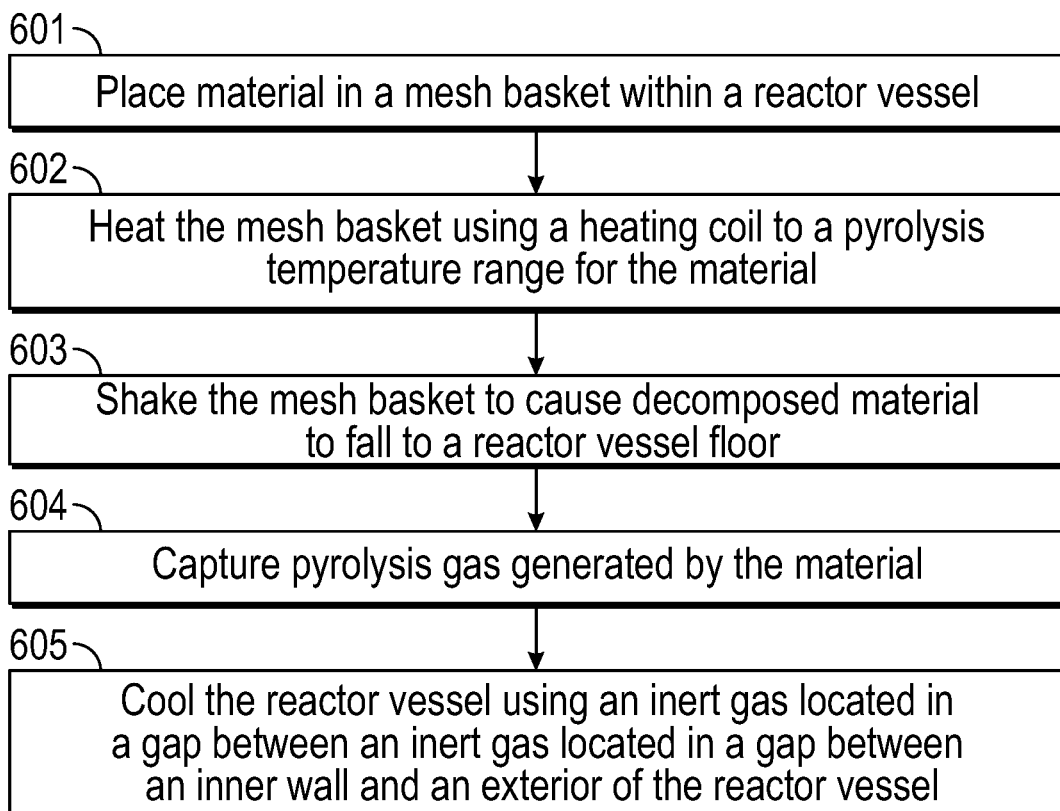 601
Place material in a mesh basket within a reactor vessel
602
Heat the mesh basket using a heating coil to a pyrolysis
temperature range for the material
603
Shake the mesh basket to cause decomposed material
to fall to a reactor vessel floor
604
Capture pyrolysis gas generated by the material
605
Cool the reactor vessel using an inert gas located in
a gap between an inert gas located in a gap between
an inner wall and an exterior of the reactor vessel